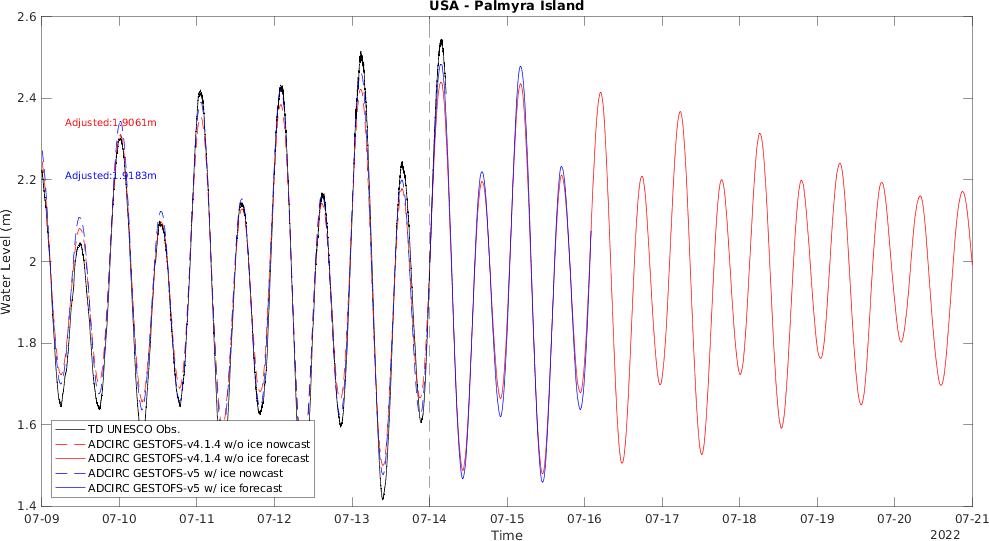 USA - Palmyra Island
2.6
2.4
2.2
2
1.8
1.6
1.4
Water Level (m)
Adjusted:1.9061m
Adjusted:1.9183m
TD UNESCO Obs.
ADCIRC GESTOFS-v4.1.4 w/o ice nowcast
ADCIRC GESTOFS-v4.1.4 w/o ice forecast
ADCIRC GESTOFS-v5 w/ ice nowcast
ADCIRC GESTOFS-v5 w/ ice forecast
07-09 07-10 07-11 07-12 07-13 07-14 07-15 07-16 07-17 07-18 07-19 07-20 07-21
Time
2022